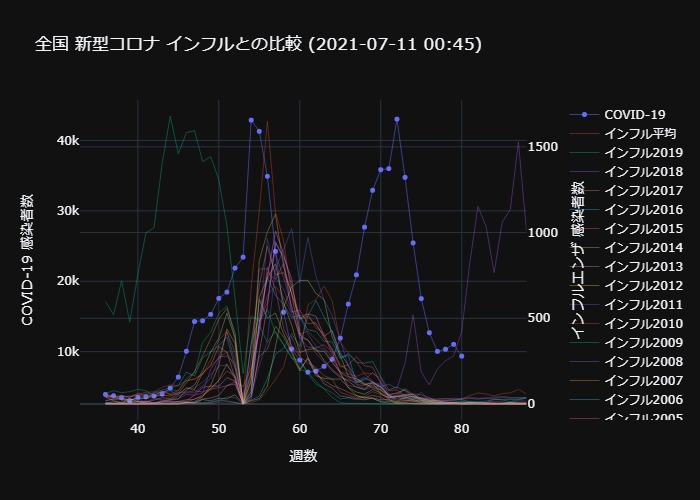 全国 新型コロナ インフルとの比較 (2021-07-11 00:45)
COVID-19 感染者数
40k
30k
20k
10k
40
50
60
70
80
週数
1500
1000
500
0
インフルエンザ 感染者数
COVID-19
インフル平均
インフル2019
インフル2018
インフル2017
インフル2016
インフル2015
インフル2014
インフル2013
インフル2012
インフル2011
インフル2010
インフル2009
インフル2008
インフル2007
インフル2006
インフル2005